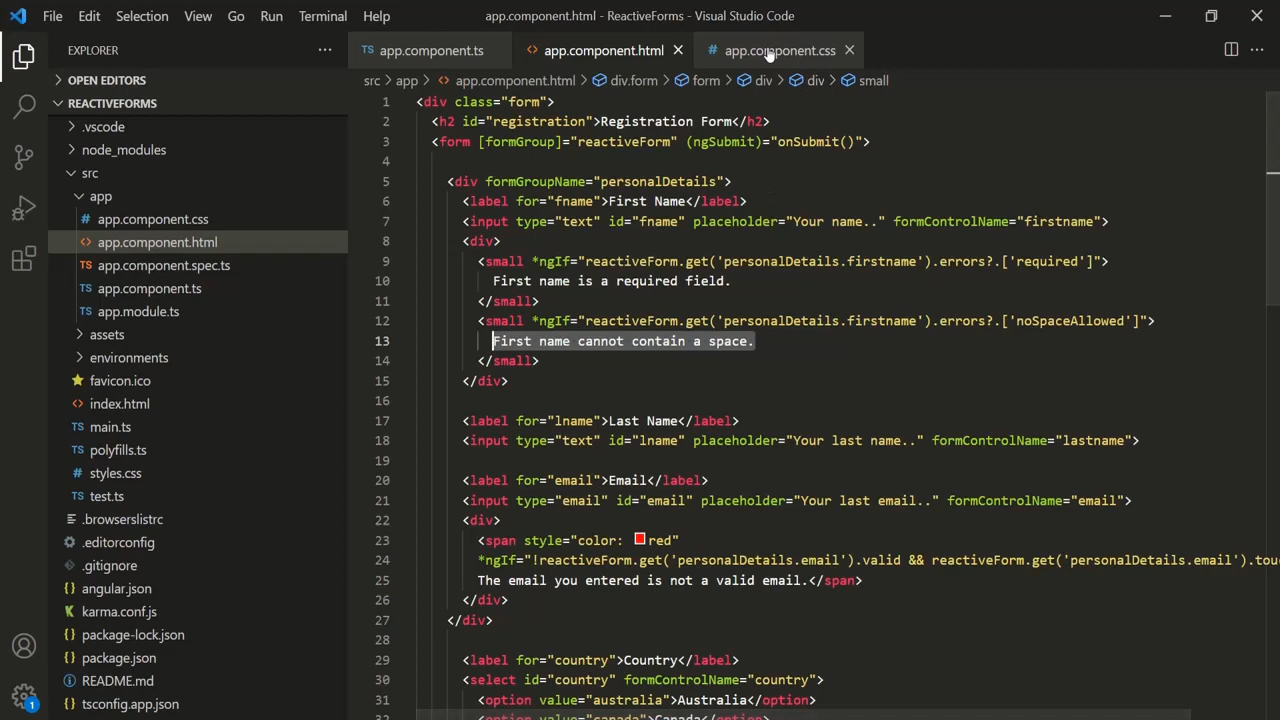 File Edit Selection View Go Run Terminal Help
app.component.html - ReactiveForms - Visual Studio Code
EXPLORER
OPEN EDITORS
REACTIVEFORMS
.vscode
node_modules
src
app
app.component.css
app.component.html
app.component.spec.ts
app.component.ts
app.module.ts
assets
environments
favicon.ico
index.html
main.ts
polyfills.ts
styles.css
test.ts
.browserslistrc
.editorconfig
.gitignore
angular.json
karma.conf.js
package-lock.json
package.json
README.md
tsconfig.app.json
1
TS app.component.ts
app.component.html
# app.component.css
src > app > app.component.html > div.form > form > div > div > small
1 <div class="form">
2 <h2 id="registration">Registration Form</h2>
3 <form [formGroup]="reactiveForm" (ngSubmit)="onSubmit()">
4
5 <div formGroupName="personalDetails">
6 <label for="fname">First Name</label>
7 <input type="text" id="fname" placeholder="Your name.." formControlName="firstname">
8 <div>
9 <small *ngIf="reactiveForm.get('personalDetails.firstname').errors?.['required']">
10 First name is a required field.
11 </small>
12 <small *ngIf="reactiveForm.get('personalDetails.firstname').errors?.['noSpaceAllowed']">
13 First name cannot contain a space.
14 </small>
15 </div>
16
17 <label for="lname">Last Name</label>
18 <input type="text" id="lname" placeholder="Your last name.." formControlName="lastname">
19
20 <label for="email">Email</label>
21 <input type="email" id="email" placeholder="Your last email.." formControlName="email">
22 <div>
23 <span style="color: red"
24 *ngIf="!reactiveForm.get('personalDetails.email').valid && reactiveForm.get('personalDetails.email').tou
25 The email you entered is not a valid email.</span>
26 </div>
27 </div>
28
29 <label for="country">Country</label>
30 <select id="country" formControlName="country">
31 <option value="australia">Australia</option>
32 <option value="canada">Canada</option>